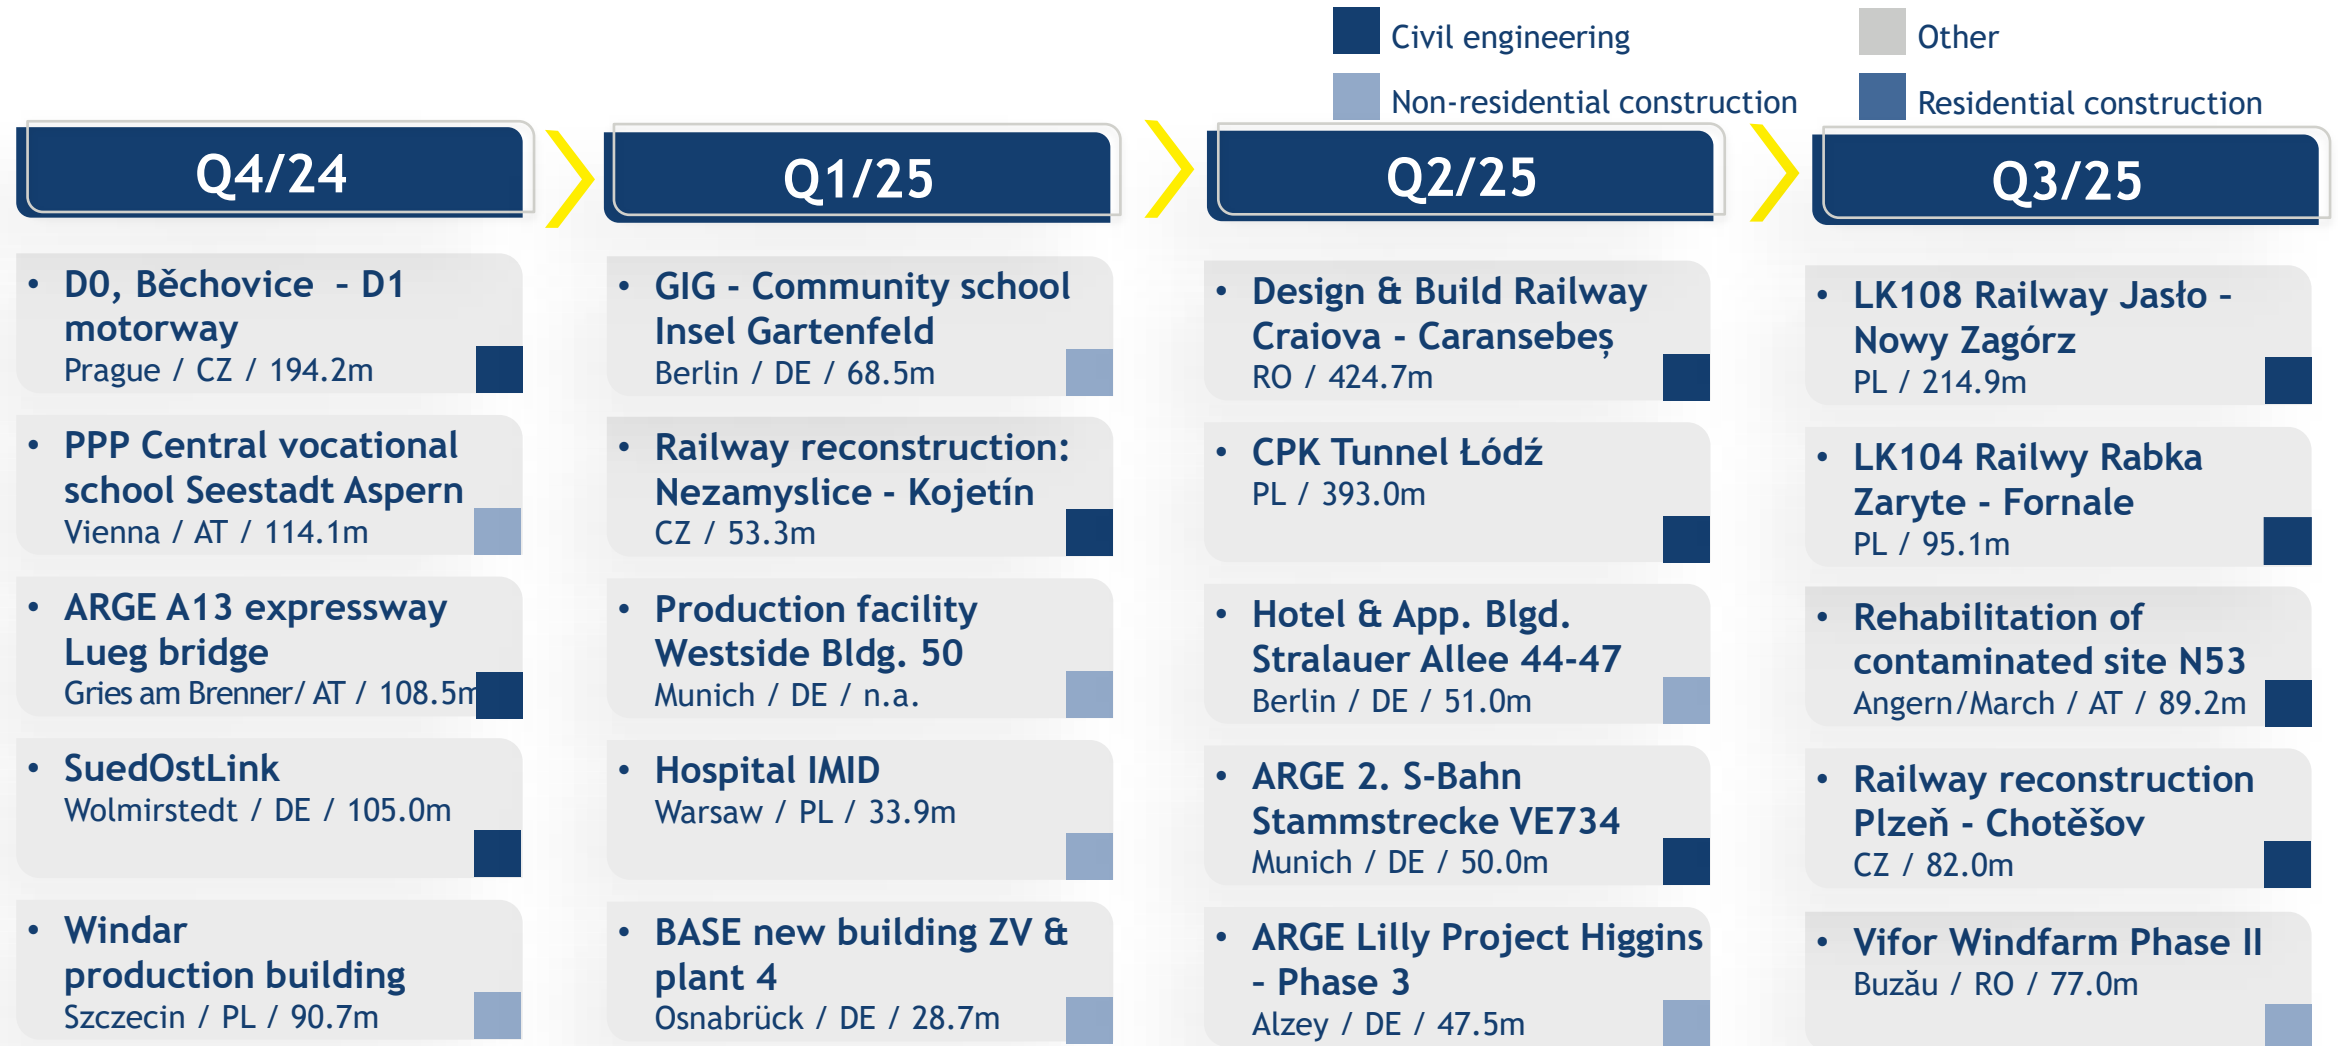 Civil engineering
Other
Non-residential construction
Residential construction
Q4/24
• D0, Běchovice – D1
motorway
Prague / CZ / 194.2m
• PPP Central vocational
school Seestadt Aspern
Vienna / AT / 114.1m
• ARGE A13 expressway
Lueg bridge
Gries am Brenner/ AT / 108.5m
• SuedOstLink
Wolmirstedt / DE / 105.0m
• Windar
production building
Szczecin / PL / 90.7m
Q1/25
• GIG - Community school
Insel Gartenfeld
Berlin / DE / 68.5m
• Railway reconstruction:
Nezamyslice - Kojetín
CZ / 53.3m
• Production facility
Westside Bldg. 50
Munich / DE / n.a.
• Hospital IMID
Warsaw / PL / 33.9m
• BASE new building ZV &
plant 4
Osnabrück / DE / 28.7m
Q2/25
• Design & Build Railway
Craiova - Caransebeș
RO / 424.7m
• CPK Tunnel Łódź
PL / 393.0m
• Hotel & App. Blgd.
Stralauer Allee 44-47
Berlin / DE / 51.0m
• ARGE 2. S-Bahn
Stammstrecke VE734
Munich / DE / 50.0m
• ARGE Lilly Project Higgins
– Phase 3
Alzey / DE / 47.5m
Q3/25
• LK108 Railway Jasło –
Nowy Zagórz
PL / 214.9m
• LK104 Railwy Rabka
Zaryte - Fornale
PL / 95.1m
• Rehabilitation of
contaminated site N53
Angern/March / AT / 89.2m
• Railway reconstruction
Plzeň - Chotěšov
CZ / 82.0m
• Vifor Windfarm Phase II
Buzău / RO / 77.0m